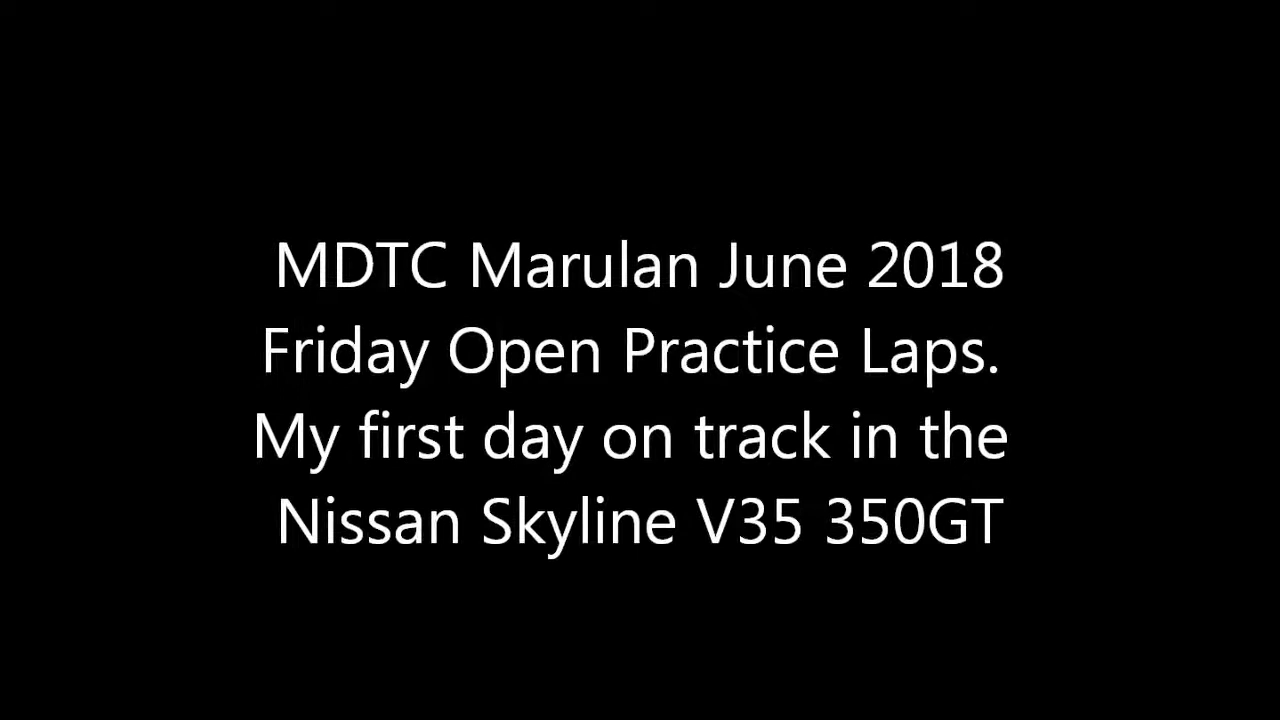 MDTC Marulan June 2018
Friday Open Practice Laps.
My first day on track in the
Nissan Skyline V35 350GT